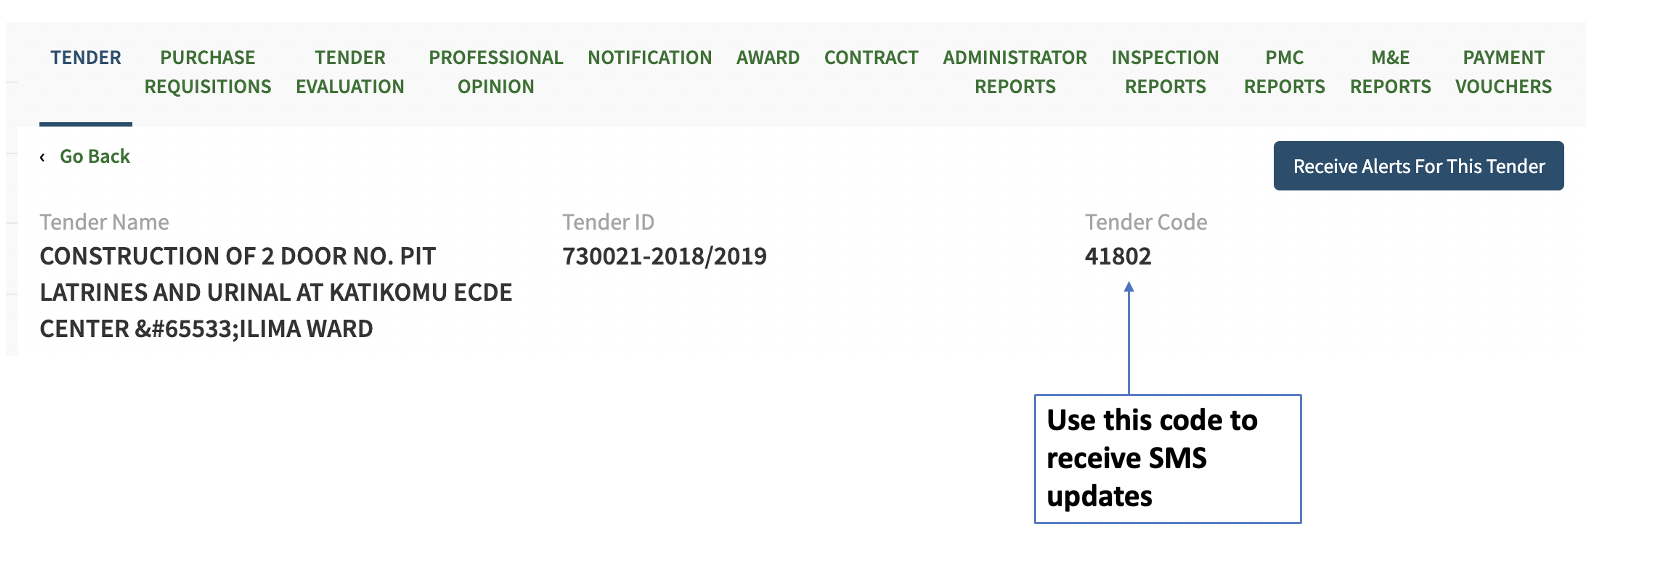 TENDER
PURCHASE REQUISITIONS
TENDER EVALUATION
PROFESSIONAL OPINION
NOTIFICATION
AWARD
CONTRACT
ADMINISTRATOR REPORTS
INSPECTION REPORTS
PMC REPORTS
M&E REPORTS
PAYMENT VOUCHERS
‹ Go Back
Receive Alerts For This Tender
Tender Name
CONSTRUCTION OF 2 DOOR NO. PIT
LATRINES AND URINAL AT KATIKOMU ECDE
CENTER &#65533;ILIMA WARD
Tender ID
730021-2018/2019
Tender Code
41802
Use this code to
receive SMS
updates